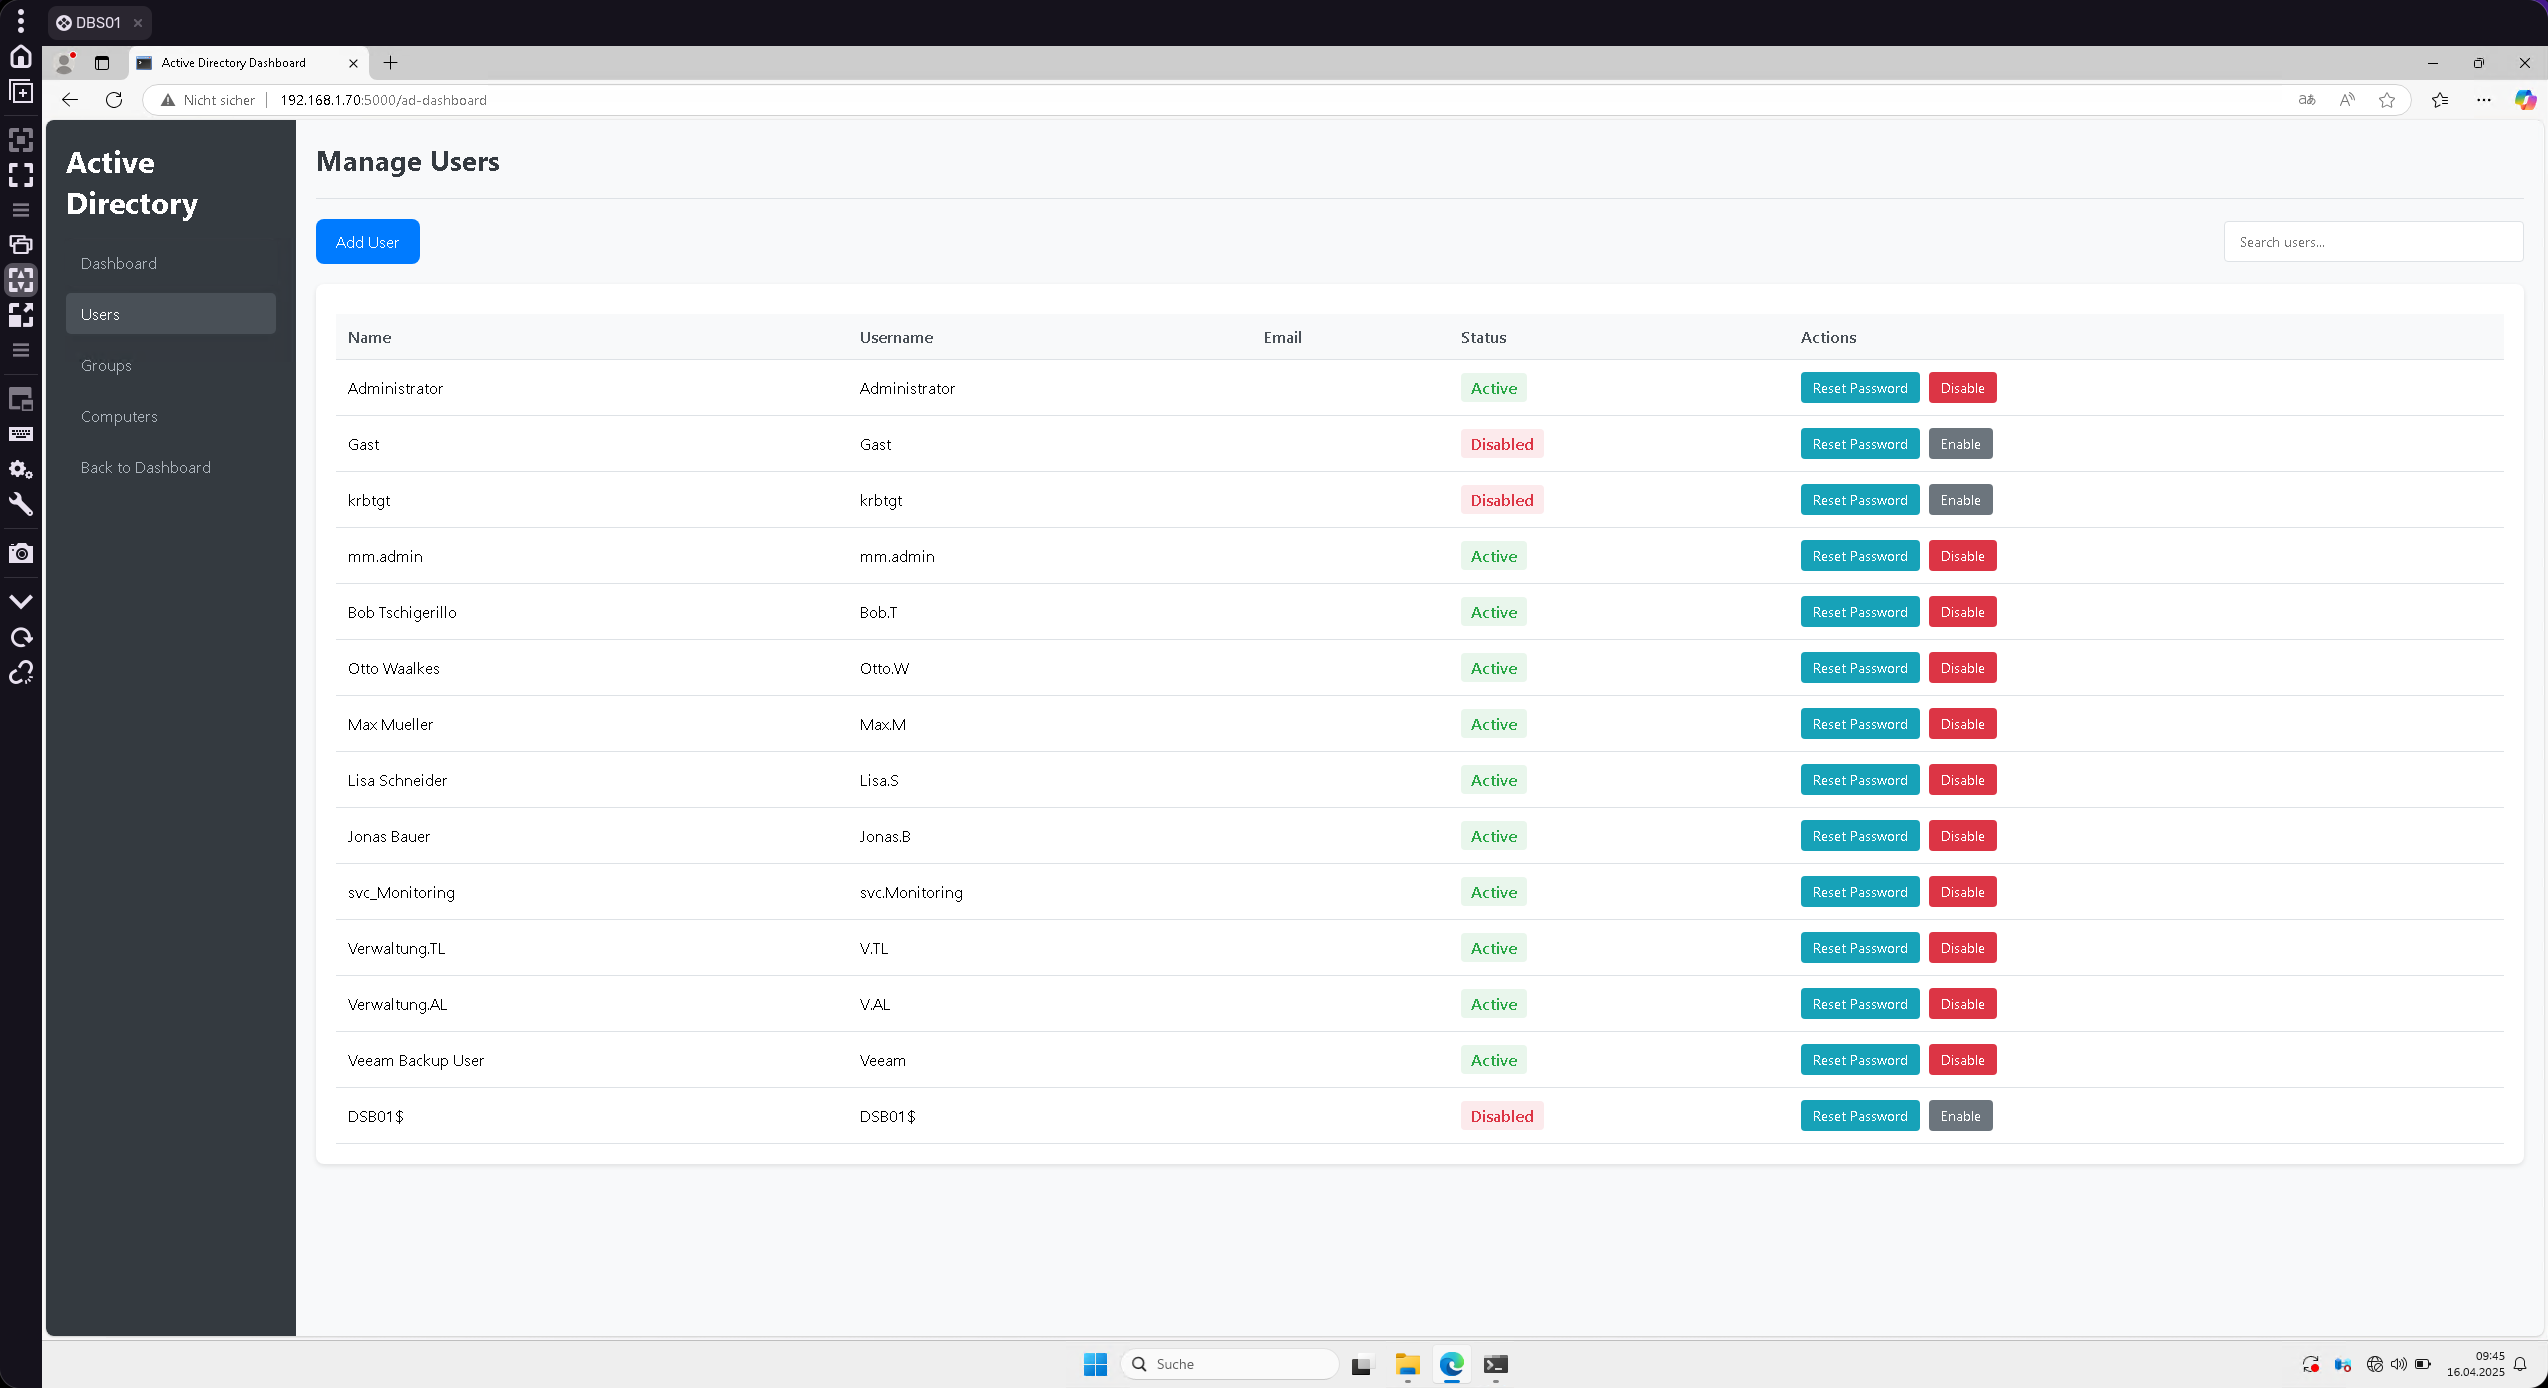 DBS01
Active Directory Dashboard
Nicht sicher
192.168.1.70:5000/ad-dashboard
Active
Directory
Dashboard
Users
Groups
Computers
Back to Dashboard
Manage Users
Add User
Search users...
Name Username Email Status Actions
Administrator Administrator Active Reset Password Disable
Gast Gast Disabled Reset Password Enable
krbtgt krbtgt Disabled Reset Password Enable
mm.admin mm.admin Active Reset Password Disable
Bob Tschigerillo Bob.T Active Reset Password Disable
Otto Waalkes Otto.W Active Reset Password Disable
Max Mueller Max.M Active Reset Password Disable
Lisa Schneider Lisa.S Active Reset Password Disable
Jonas Bauer Jonas.B Active Reset Password Disable
svc_Monitoring svc.Monitoring Active Reset Password Disable
Verwaltung.TL V.TL Active Reset Password Disable
Verwaltung.AL V.AL Active Reset Password Disable
Veeam Backup User Veeam Active Reset Password Disable
DSB01$ DSB01$ Disabled Reset Password Enable
Suche
09:45
16.04.2025